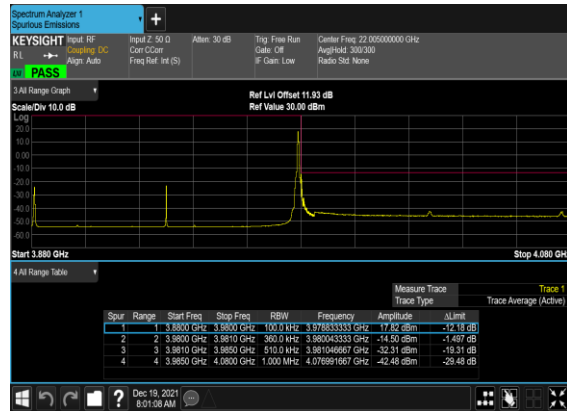 Spectrum Analyzer 1
Spurious Emissions
KEYSIGHT Input: RF Input Z: 50 Ω Atten: 30 dB Trig: Free Run Center Freq: 22.005000000 GHz
RL Coupling: DC Corr CCorr Gate: Off Avg|Hold: 300/300
Align: Auto Freq Ref: Int (S) IF Gain: Low Radio Std: None
LW PASS
3 All Range Graph
Ref Lvl Offset 11.93 dB
Scale/Div 10.0 dB Ref Value 30.00 dBm
Log
20.0
10.0
0.00
-10.0
-20.0
-30.0
-40.0
-50.0
-60.0
Start 3.880 GHz Stop 4.080 GH
4 All Range Table
Measure Trace Trace 1
Trace Type Trace Average (Active)
Spur Range Start Freq Stop Freq RBW Frequency Amplitude ΔLimit
1 1 3.8800 GHz 3.9800 GHz 100.0 kHz 3.978833333 GHz 17.82 dBm -12.18 dB
2 2 3.9800 GHz 3.9810 GHz 360.0 kHz 3.980043333 GHz -14.50 dBm -1.497 dB
3 3 3.9810 GHz 3.9850 GHz 510.0 kHz 3.981046667 GHz -32.31 dBm -19.31 dB
4 4 3.9850 GHz 4.0800 GHz 1.000 MHz 4.076991667 GHz -42.48 dBm -29.48 dB
Dec 19, 2021
8:01:08 AM